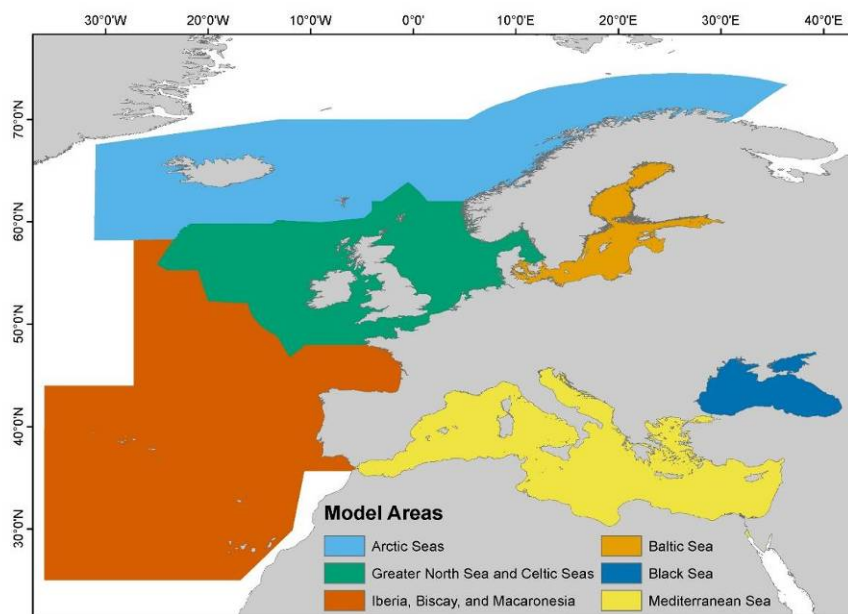 30°0'W 20°0'W 10°0'W 0°0' 10°0'E 20°0'E 30°0'E 40°0'E
70°0'N
60°0'N
50°0'N
40°0'N
30°0'N
Model Areas
Arctic Seas
Greater North Sea and Celtic Seas
Iberia, Biscay, and Macaronesia
Baltic Sea
Black Sea
Mediterranean Sea